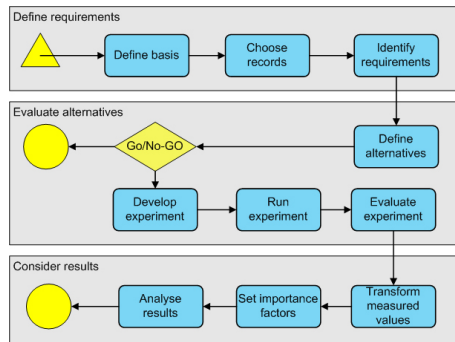 Define requirements
Define basis
Choose
records
Identify
requirements
Evaluate alternatives
Go/No-GO
Define
alternatives
Develop
experiment
Run
experiment
Evaluate
experiment
Consider results
Analyse
results
Set importance
factors
Transform
measured
values